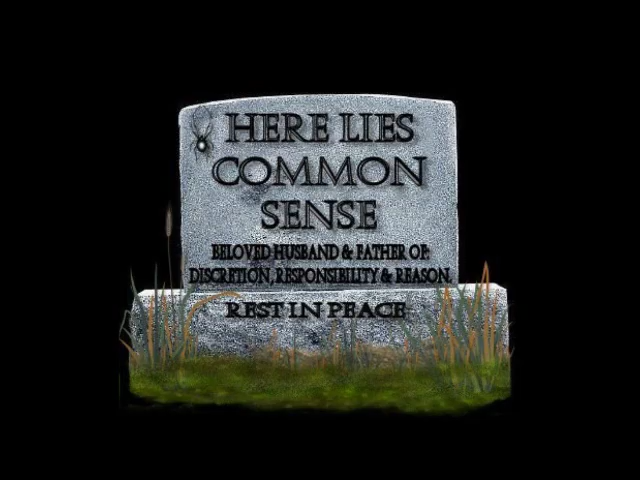 HERE LIES
COMMON
SENSE
BELOVED HUSBAND & FATHER OF:
DISCRETION, RESPONSIBILITY & REASON.
REST IN PEACE